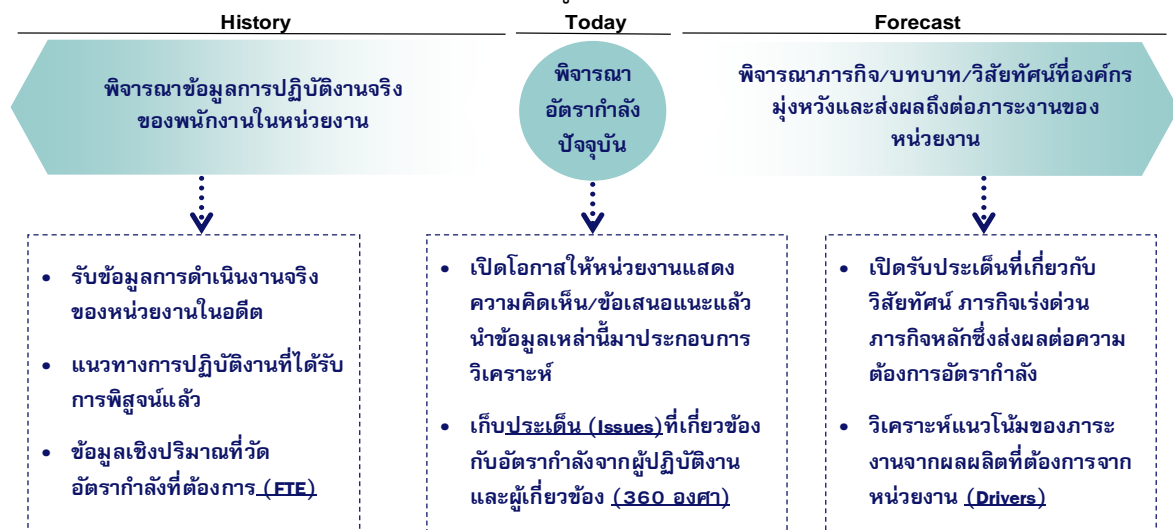 History
Today
Forecast
พิจารณาข้อมูลการปฏิบัติงานจริง
ของพนักงานในหน่วยงาน
พิจารณา
อัตรากำลัง
ปัจจุบัน
พิจารณาภารกิจ/บทบาท/วิสัยทัศน์ที่องค์กร
มุ่งหวังและส่งผลถึงต่อภาระงานของ
หน่วยงาน
• รับข้อมูลการดำเนินงานจริง
ของหน่วยงานในอดีต
• แนวทางการปฏิบัติงานที่ได้รับ
การพิสูจน์แล้ว
• ข้อมูลเชิงปริมาณที่วัด
อัตรากำลังที่ต้องการ (FTE)
• เปิดโอกาสให้หน่วยงานแสดง
ความคิดเห็น/ข้อเสนอแนะแล้ว
นำข้อมูลเหล่านี้มาประกอบการ
วิเคราะห์
• เก็บประเด็น (Issues)ที่เกี่ยวข้อง
กับอัตรากำลังจากผู้ปฏิบัติงาน
และผู้เกี่ยวข้อง (360 องศา)
• เปิดรับประเด็นที่เกี่ยวกับ
วิสัยทัศน์ ภารกิจเร่งด่วน
ภารกิจหลักซึ่งส่งผลต่อความ
ต้องการอัตรากำลัง
• วิเคราะห์แนวโน้มของภาระ
งานจากผลผลิตที่ต้องการจาก
หน่วยงาน (Drivers)